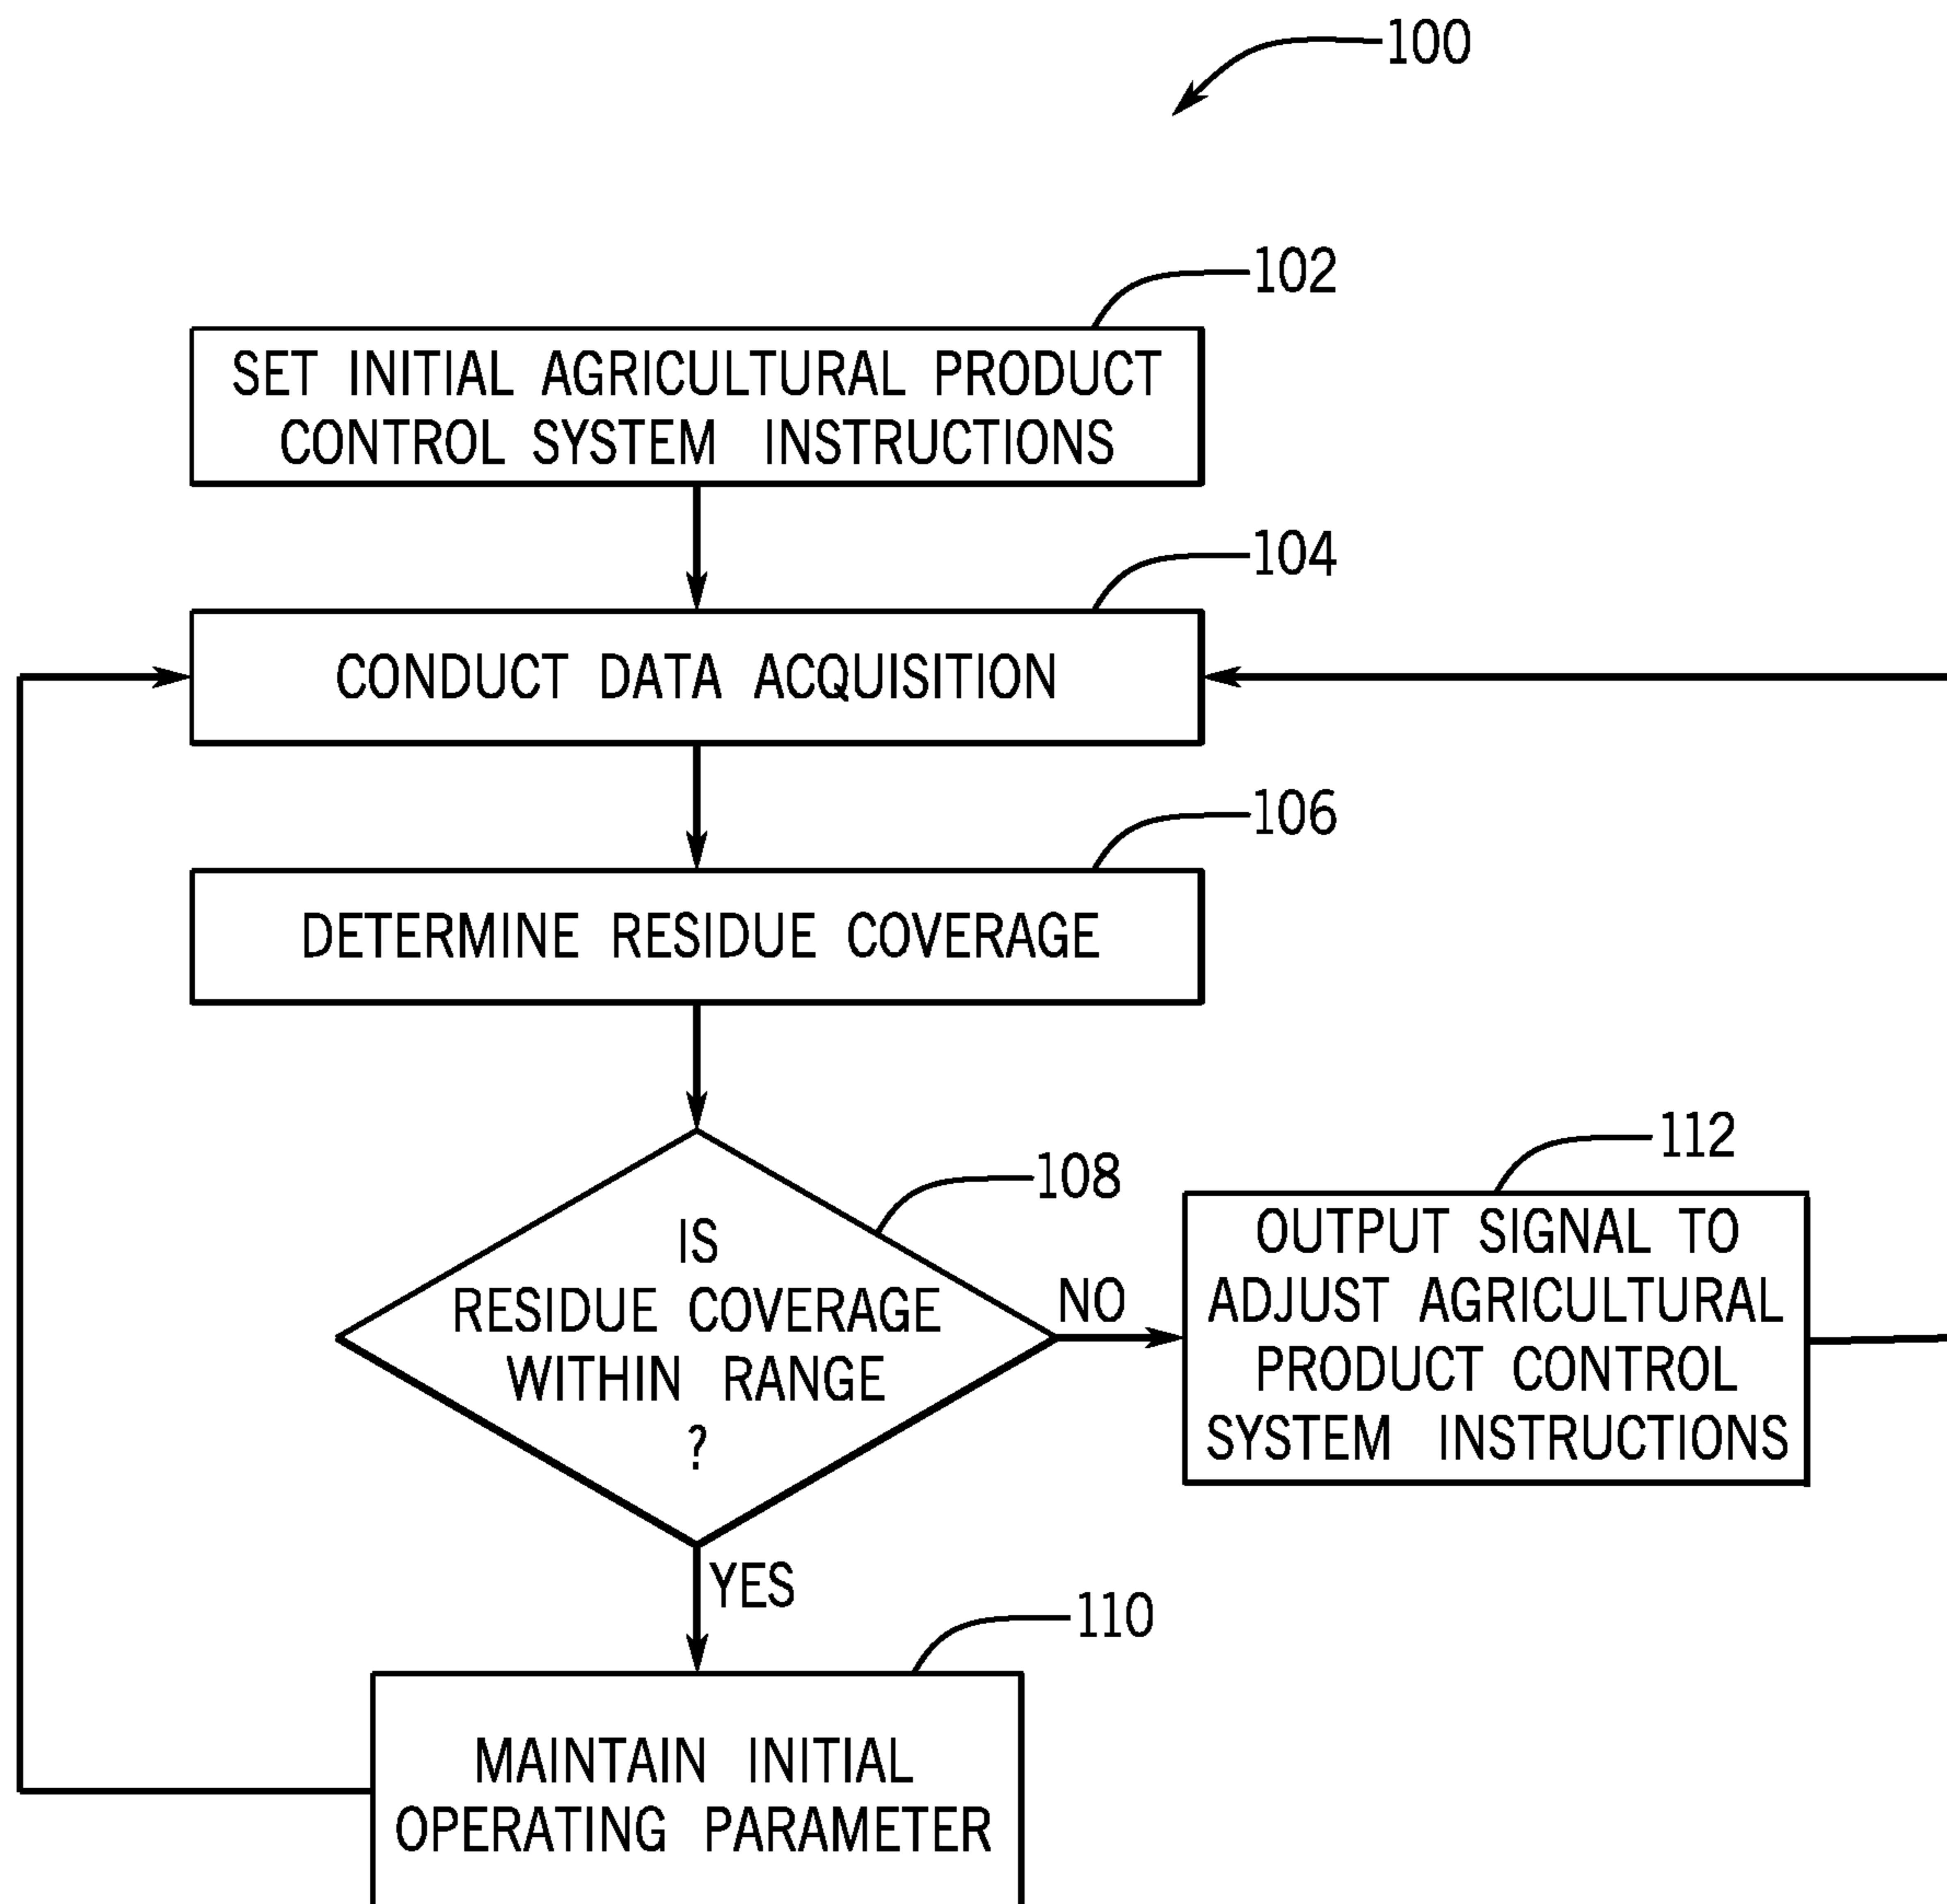 100
102
SET INITIAL AGRICULTURAL PRODUCT
CONTROL SYSTEM INSTRUCTIONS
104
CONDUCT DATA ACQUISITION
106
DETERMINE RESIDUE COVERAGE
108
IS
RESIDUE COVERAGE
WITHIN RANGE
?
NO
112
OUTPUT SIGNAL TO
ADJUST AGRICULTURAL
PRODUCT CONTROL
SYSTEM INSTRUCTIONS
YES
110
MAINTAIN INITIAL
OPERATING PARAMETER